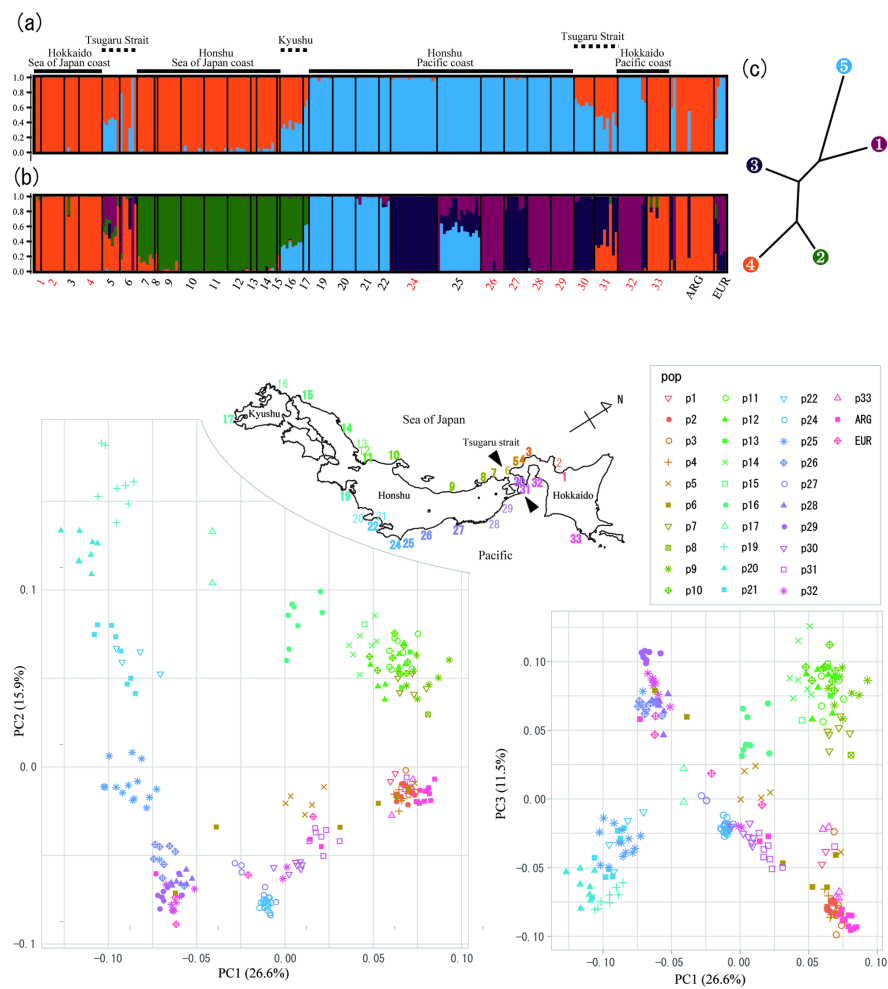 (a)
Tsugaru Strait
Kyushu
Tsugaru Strait
Hokkaido
Sea of Japan coast
Honshu
Sea of Japan coast
Honshu
Pacific coast
Hokkaido
Pacific coast
1.0
0.8
0.6
0.4
0.2
0.0
(b)
1.0
0.8
0.6
0.4
0.2
0.0
1 2 3 4 5 6 7 8 9 10 11 12 13 14 15 16 17 19 20 21 22 24 25 26 27 28 29 30 31 32 33 ARG EUR
(c)
5
1
3
2
4
16
15
17
Kyushu
14
13
11
10
Sea of Japan
N
Tsugaru strait
3
54
2
6
1
7
8
9
30
32
31
Hokkaido
19
Honshu
29
20
21
22
28
27
26
24
25
33
Pacific
pop
p1 p11 p22 p33
p2 p12 p24 ARG
p3 p13 p25 EUR
p4 p14 p26
p5 p15 p27
p6 p16 p28
p7 p17 p29
p8 p19 p30
p9 p20 p31
p10 p21 p32
PC2 (15.9%)
0.1
0.0
-0.1
-0.10 -0.05 0.00 0.05 0.10
PC1 (26.6%)
PC3 (11.5%)
0.10
0.05
0.00
-0.05
-0.10
-0.10 -0.05 0.00 0.05 0.10
PC1 (26.6%)